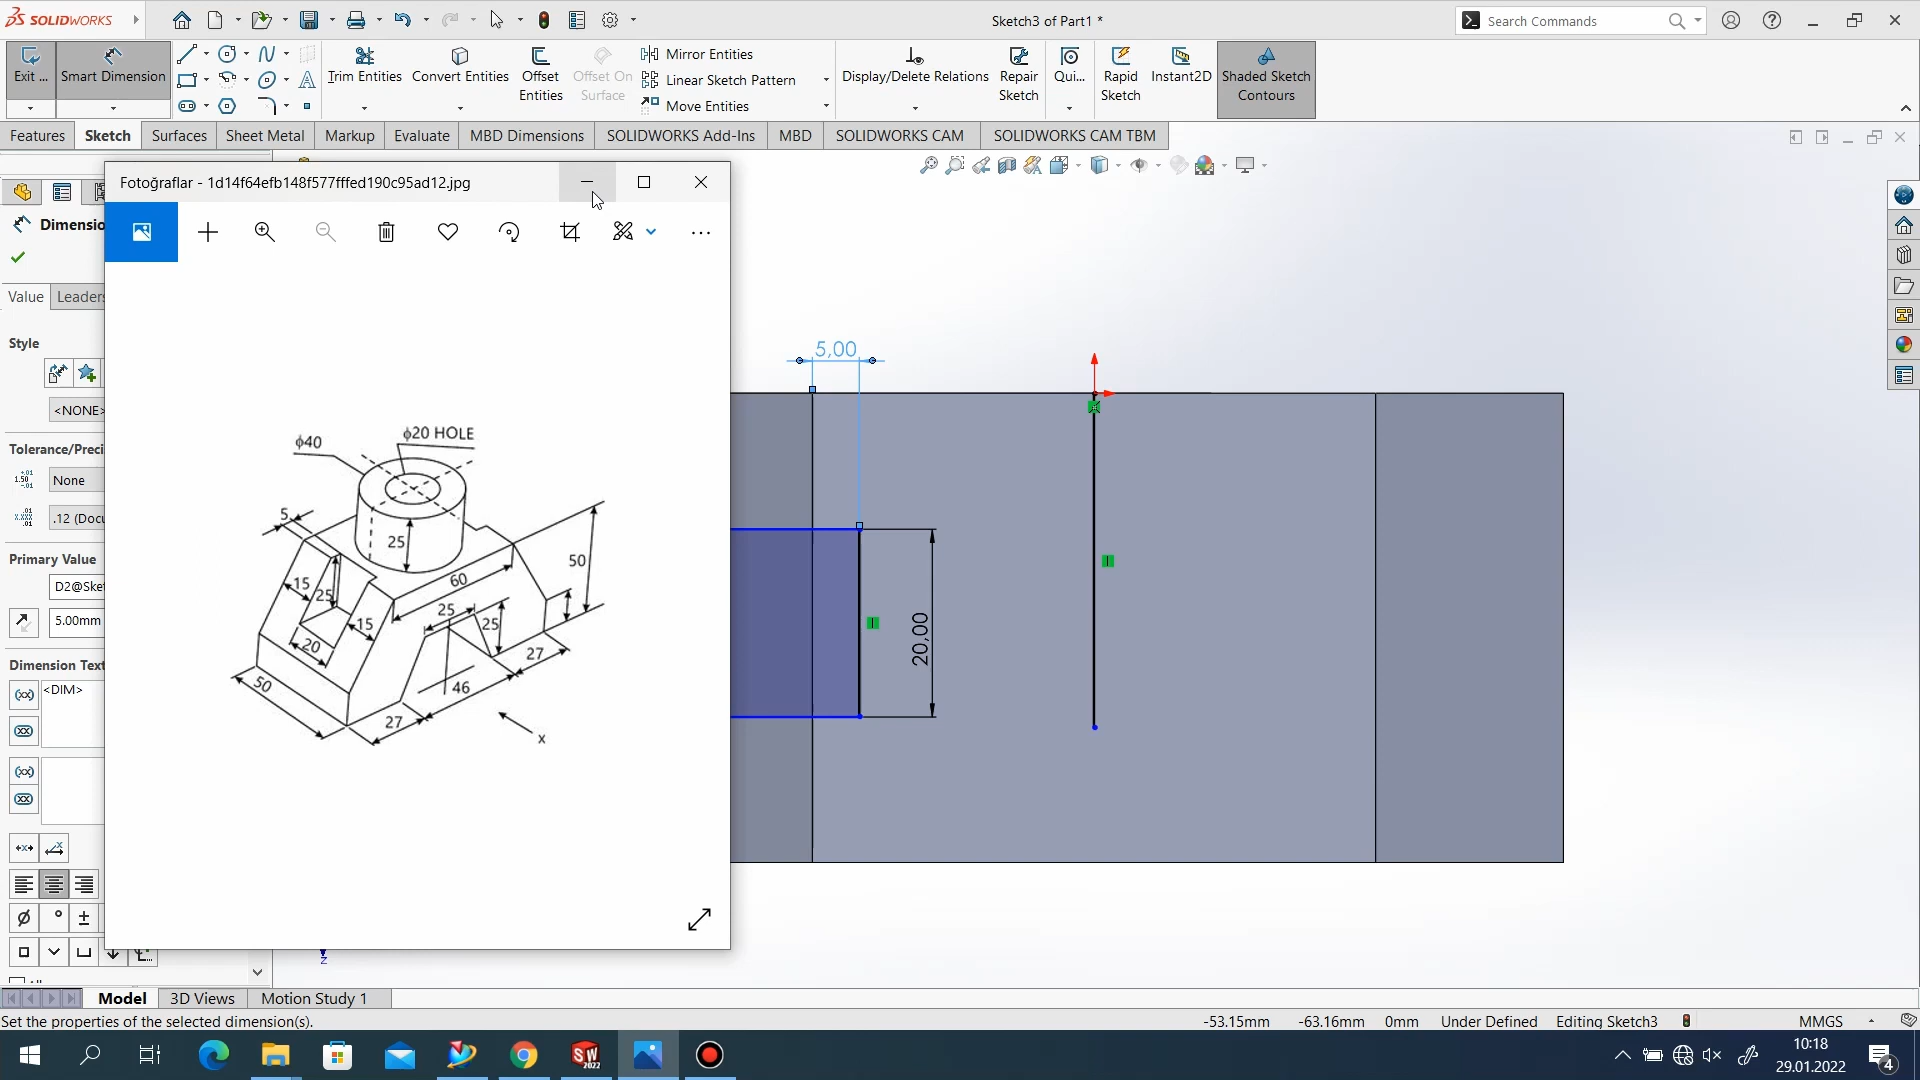 SOLIDWORKS
Sketch3 of Part1 *
Search Commands
Exit ...
Smart Dimension
Trim Entities
Convert Entities
Offset Entities
Offset On Surface
Mirror Entities
Linear Sketch Pattern
Move Entities
Display/Delete Relations
Repair Sketch
Qui...
Rapid Sketch
Instant2D
Shaded Sketch Contours
Features
Sketch
Surfaces
Sheet Metal
Markup
Evaluate
MBD Dimensions
SOLIDWORKS Add-Ins
MBD
SOLIDWORKS CAM
SOLIDWORKS CAM TBM
Fotoğraflar - 1d14f64efb148f577fffed190c95ad12.jpg
Dimensio
Value
Leaders
Style
<NONE>
Tolerance/Preci
None
.12 (Docu
Primary Value
D2@Sket
5.00mm
Dimension Text
<DIM>
ϕ40
ϕ20 HOLE
5
25
50
60
15
25
25
25
15
20
27
50
46
27
x
5,00
20,00
z
Model
3D Views
Motion Study 1
Set the properties of the selected dimension(s).
-53.15mm
-63.16mm
0mm
Under Defined
Editing Sketch3
MMGS
SW
2022
10:18
29.01.2022
4